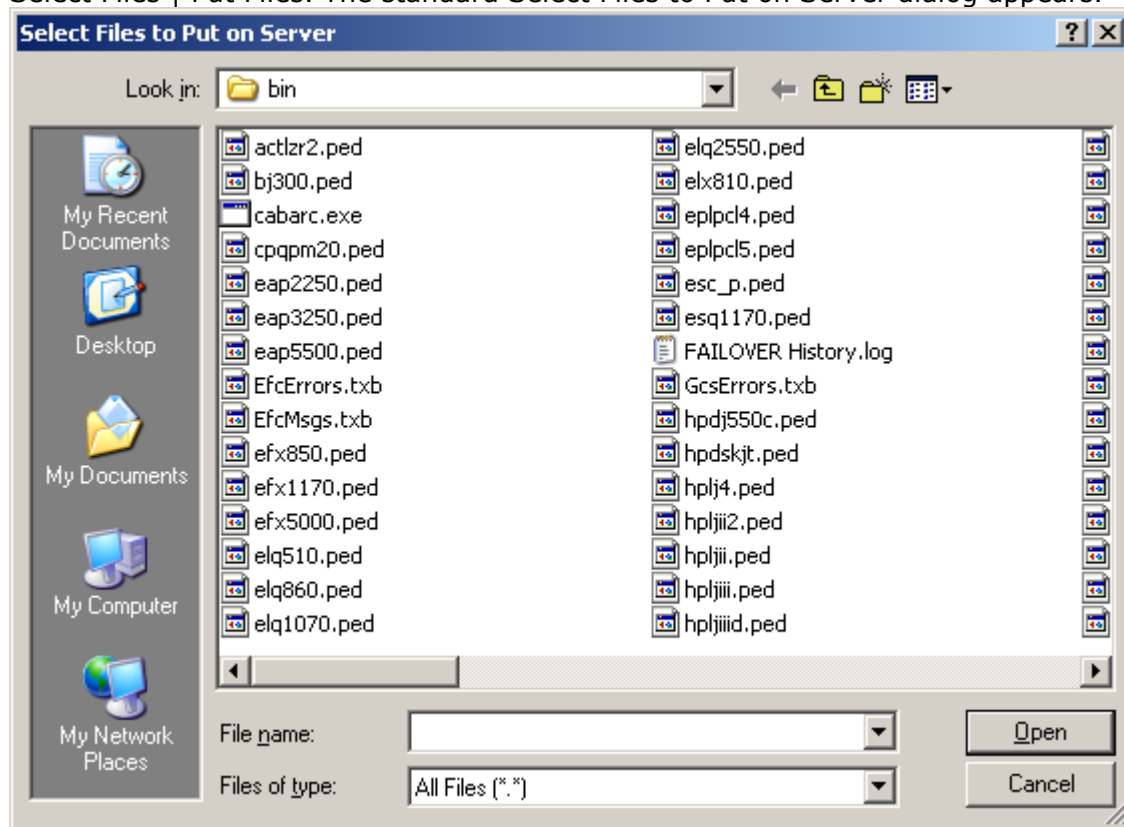 Select Files | Put Files. The standard Select Files to Put on Server dialog appears.
Select Files to Put on Server
Look in:
bin
My Recent
Documents
Desktop
My Documents
My Computer
My Network
Places
actlzr2.ped
bj300.ped
cabarc.exe
cpqpm20.ped
eap2250.ped
eap3250.ped
eap5500.ped
EfcErrors.txb
EfcMsgs.txb
efx850.ped
efx1170.ped
efx5000.ped
elq510.ped
elq860.ped
elq1070.ped
elq2550.ped
elx810.ped
eplpcl4.ped
eplpcl5.ped
esc_p.ped
esq1170.ped
FAILOVER History.log
GcsErrors.txb
hpdj550c.ped
hpdskjt.ped
hplj4.ped
hpljii2.ped
hpljii.ped
hpljiii.ped
hpljiiid.ped
File name:
Open
Files of type:
All Files (*.*)
Cancel